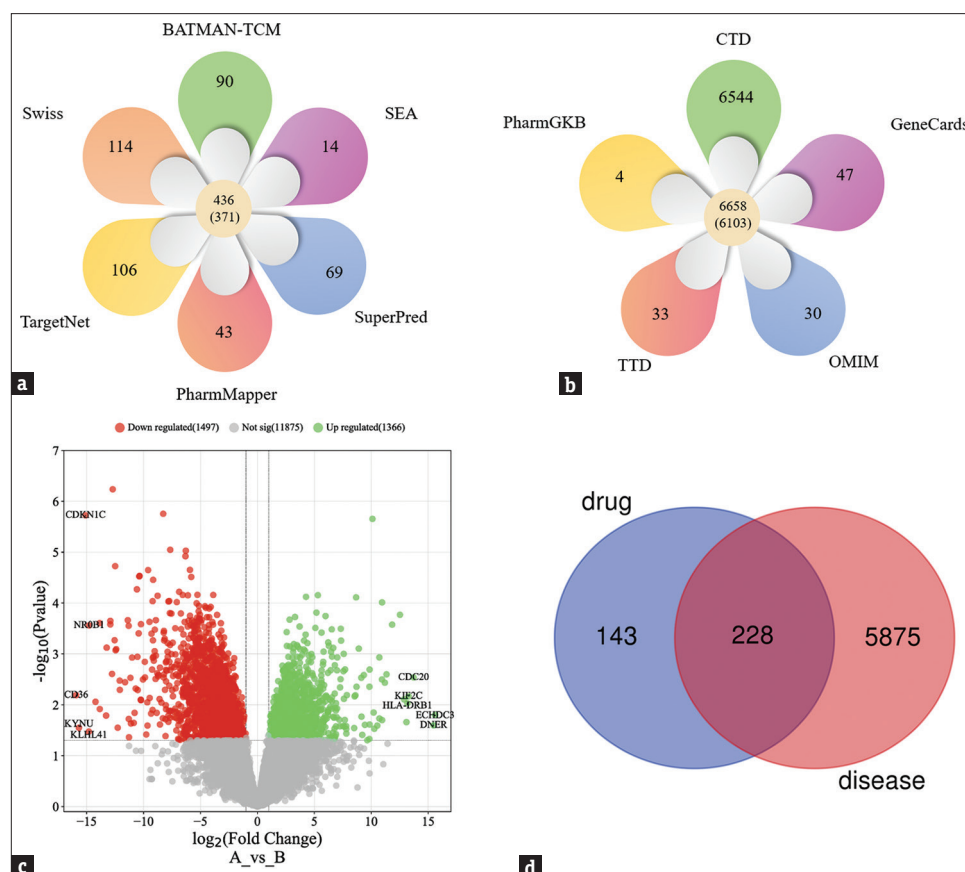 BATMAN-TCM
90
Swiss
SEA
114
14
436
(371)
106
69
TargetNet
SuperPred
43
PharmMapper
a
CTD
6544
PharmGKB
GeneCards
4
47
6658
(6103)
33
30
TTD
OMIM
b
Down regulated(1497) Not sig(11875) Up regulated(1366)
7
6
5
4
3
2
1
0
-log10(Pvalue)
CDKN1C
NR0B1
CD36
KYNU
KLHL41
CDC20
KIF2C
HLA-DRB1
ECHDC3
DNER
−15 −10 −5 0 5 10 15
log2(Fold Change)
A_vs_B
c
drug
143
228
5875
disease
d